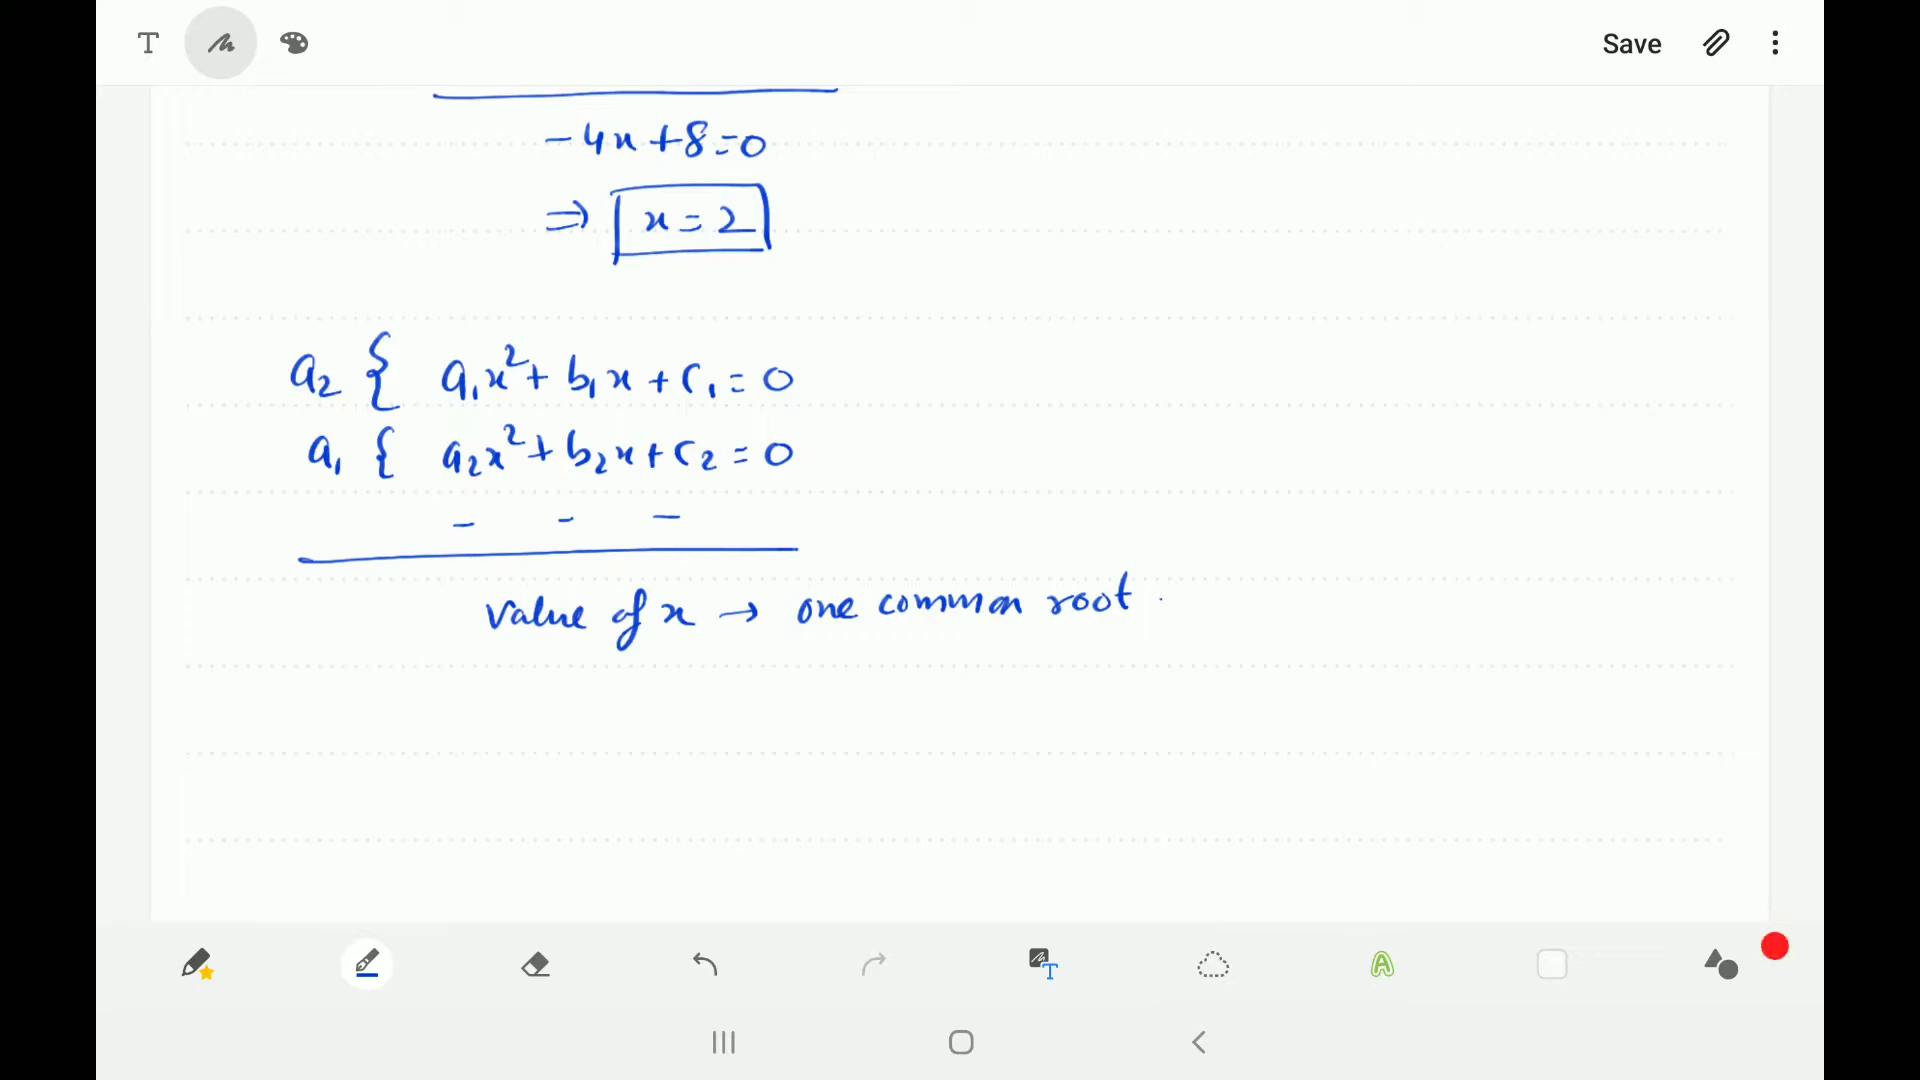 T Save
-4x+8=0
⇒ x=2
a₂ { a₁x²+ b₁x + c₁ = 0
a₁ { a₂x²+ b₂x + c₂ = 0
- - -
value of x → one common root .
T A